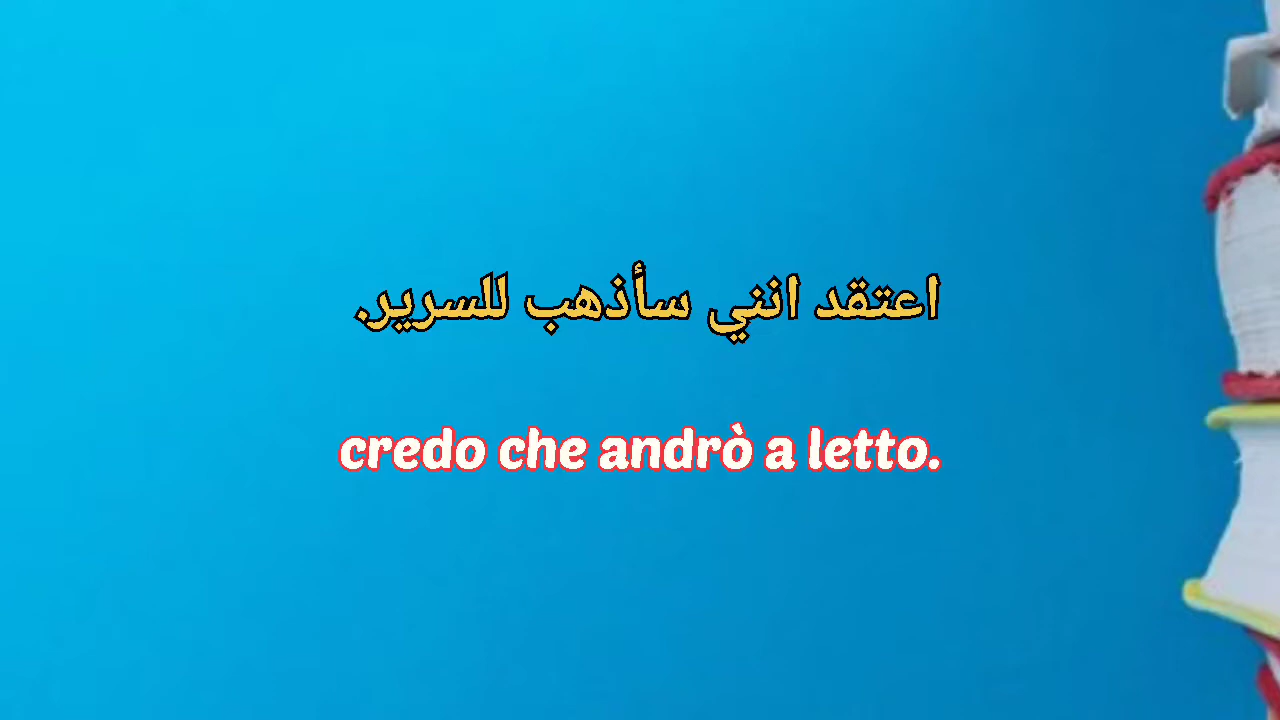 اعتقد انني سأذهب للسرير.
credo che andrò a letto.